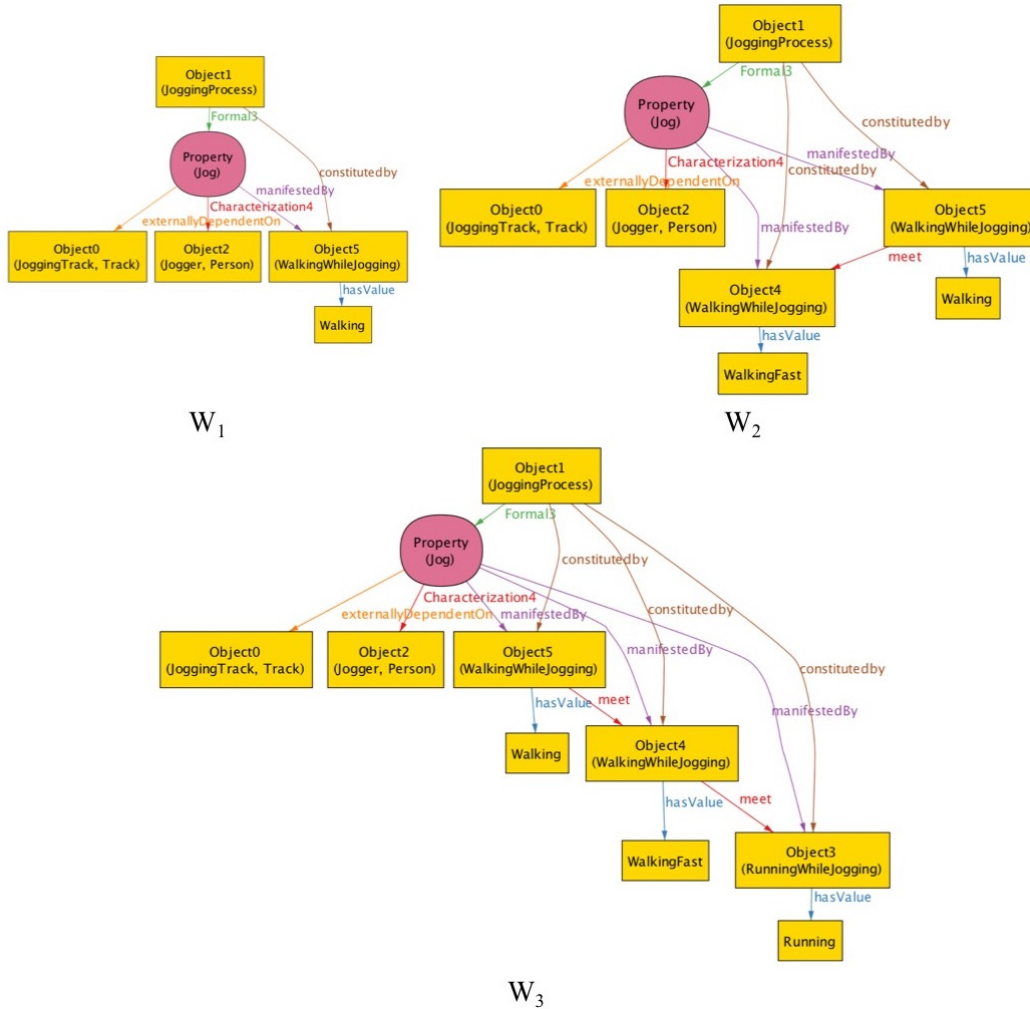 Object1
(JoggingProcess)
Formal3
Property
(Jog)
constitutedby
manifestedBy
Characterization4
externallyDependentOn
Object0
(JoggingTrack, Track)
Object2
(Jogger, Person)
Object5
(WalkingWhileJogging)
hasValue
Walking
W1
Object1
(JoggingProcess)
Formal3
Property
(Jog)
constitutedby
manifestedBy
Characterization4
constitutedby
externallyDependentOn
Object0
(JoggingTrack, Track)
Object2
(Jogger, Person)
Object5
(WalkingWhileJogging)
manifestedBy
meet
hasValue
Object4
(WalkingWhileJogging)
Walking
hasValue
WalkingFast
W2
Object1
(JoggingProcess)
Formal3
Property
(Jog)
constitutedby
Characterization4
externallyDependentOn
manifestedBy
constitutedby
Object0
(JoggingTrack, Track)
Object2
(Jogger, Person)
Object5
(WalkingWhileJogging)
manifestedBy
constitutedby
hasValue
meet
manifestedBy
Walking
Object4
(WalkingWhileJogging)
hasValue
meet
WalkingFast
Object3
(RunningWhileJogging)
hasValue
Running
W3